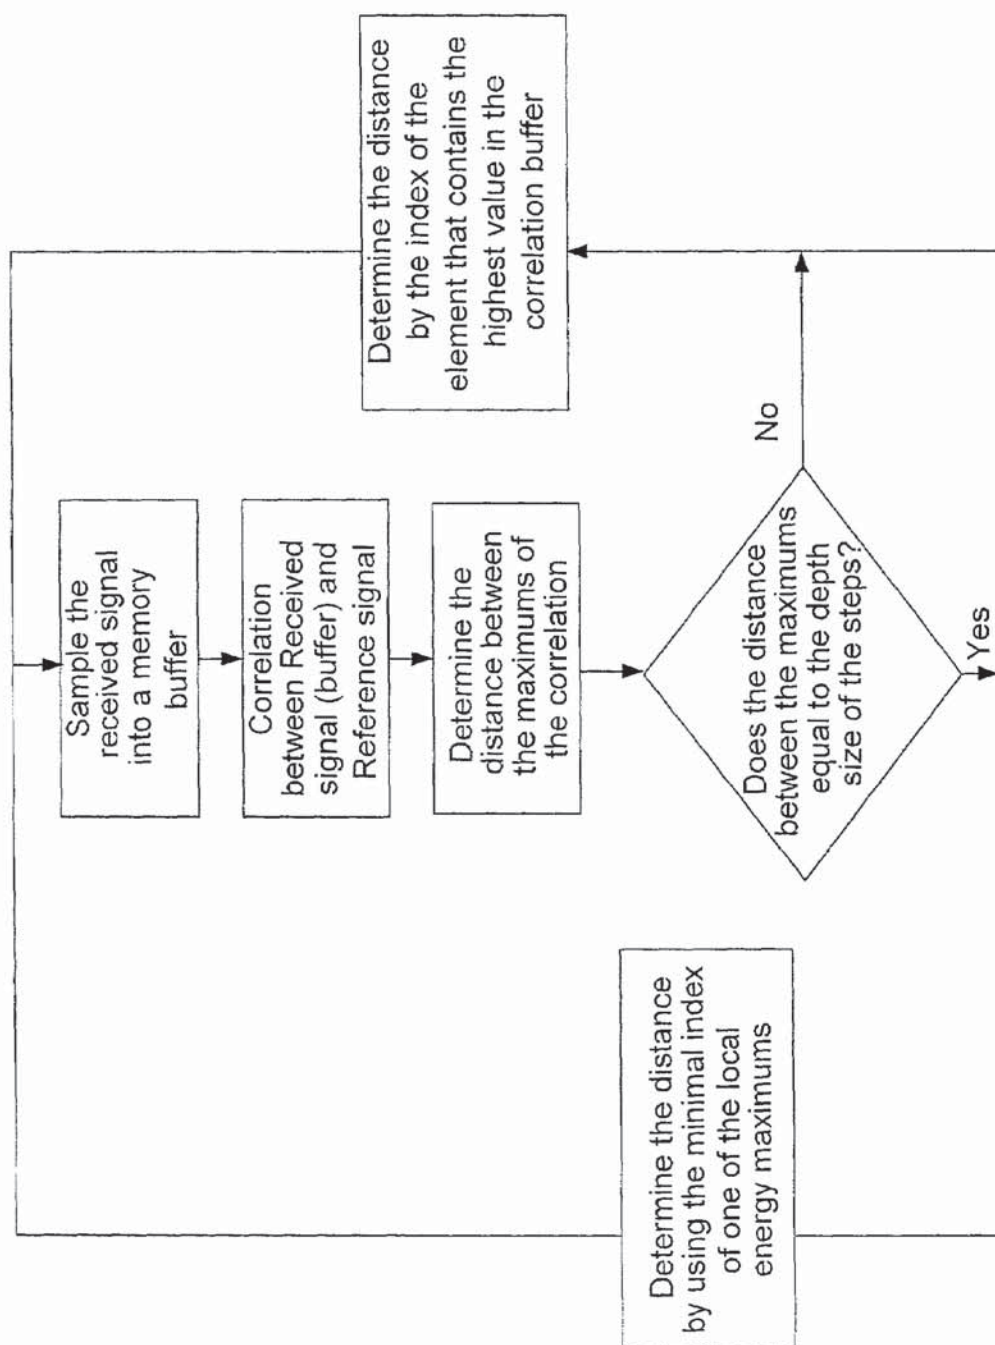 Sample the
received signal
into a memory
buffer
Correlation
between Received
signal (buffer) and
Reference signal
Determine the
distance between
the maximums of
the correlation
Does the distance
between the maximums
equal to the depth
size of the steps?
No
Yes
Determine the distance
by the index of the
element that contains the
highest value in the
correlation buffer
Determine the distance
by using the minimal index
of one of the local
energy maximums